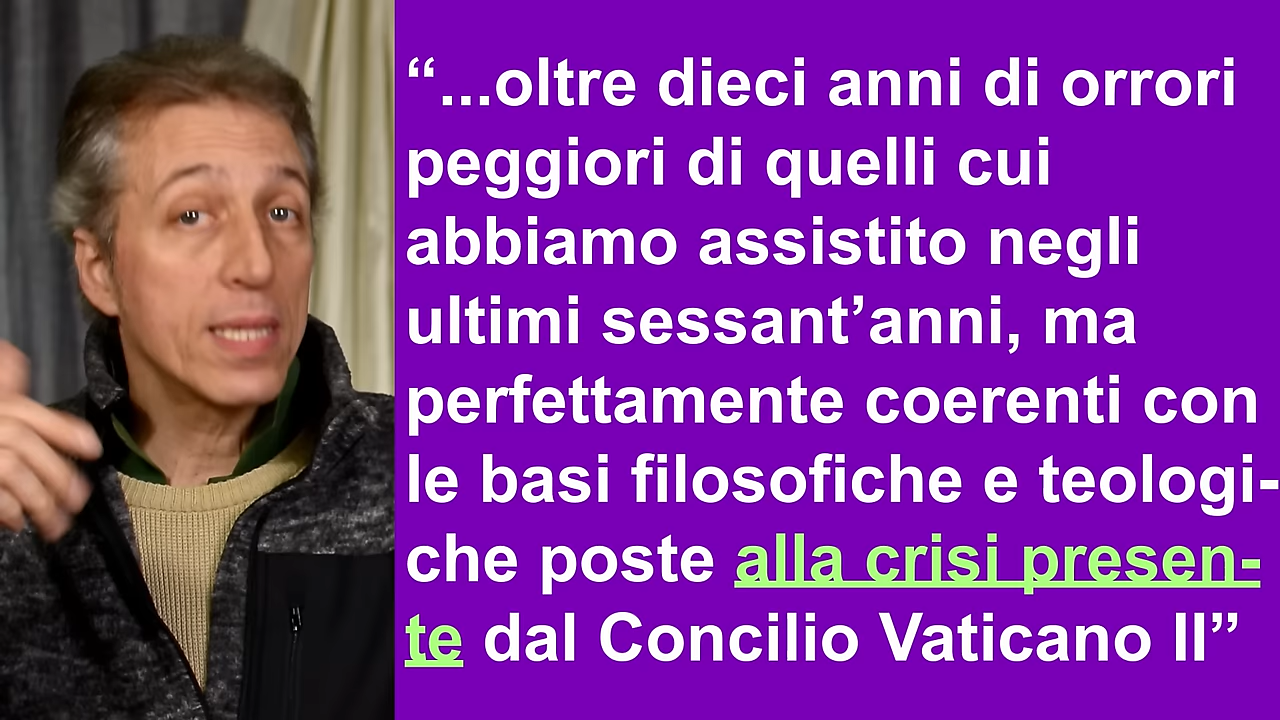 “...oltre dieci anni di orrori
peggiori di quelli cui
abbiamo assistito negli
ultimi sessant’anni, ma
perfettamente coerenti con
le basi filosofiche e teologi-
che poste alla crisi presen-
te dal Concilio Vaticano II”